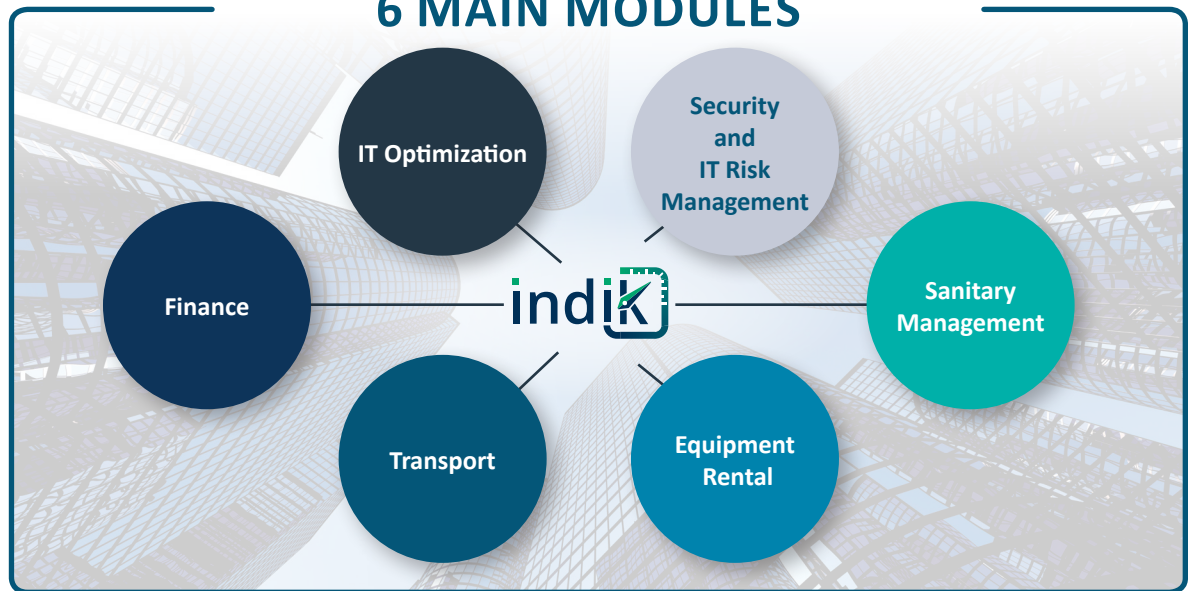 6 MAIN MODULES
IT Optimization
Security
and
IT Risk
Management
Finance
indik
Sanitary
Management
Transport
Equipment
Rental